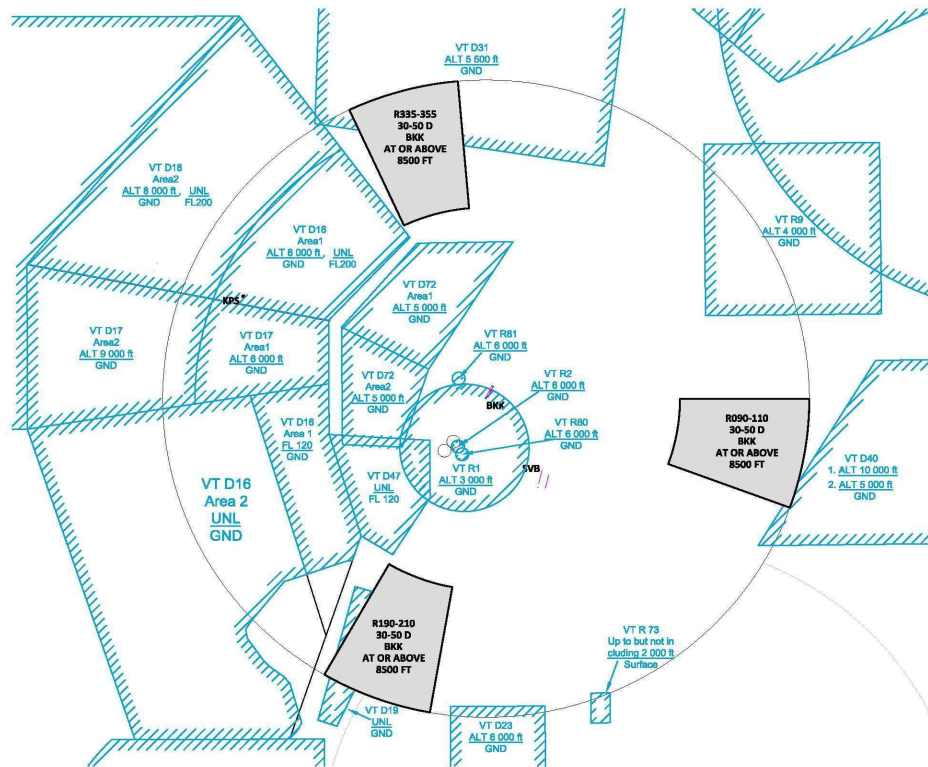 VT D31
ALT 5 500 ft
GND
R335-355
30-50 D
BKK
AT OR ABOVE
8500 FT
VT D18
Area2
ALT 8 000 ft , UNL
GND FL200
VT D18
Area1
ALT 6 000 ft , UNL
GND FL200
VT R9
ALT 4 000 ft
GND
KPS
VT D72
Area1
ALT 5 000 ft
GND
VT D17
Area2
ALT 9 000 ft
GND
VT D17
Area1
ALT 6 000 ft
GND
VT R81
ALT 6 000 ft
GND
VT D72
Area2
ALT 5 000 ft
GND
VT R2
ALT 6 000 ft
GND
BKK
VT D16
Area 1
FL 120
GND
VT R80
ALT 6 000 ft
GND
R090-110
30-50 D
BKK
AT OR ABOVE
8500 FT
VT D16
Area 2
UNL
GND
VT D47
UNL
FL 120
VT R1
ALT 3 000 ft
GND
SVB
VT D40
1. ALT 10 000 ft
2. ALT 5 000 ft
GND
R190-210
30-50 D
BKK
AT OR ABOVE
8500 FT
VT R 73
Up to but not in
cluding 2 000 ft
Surface
VT D19
UNL
GND
VT D23
ALT 6 000 ft
GND